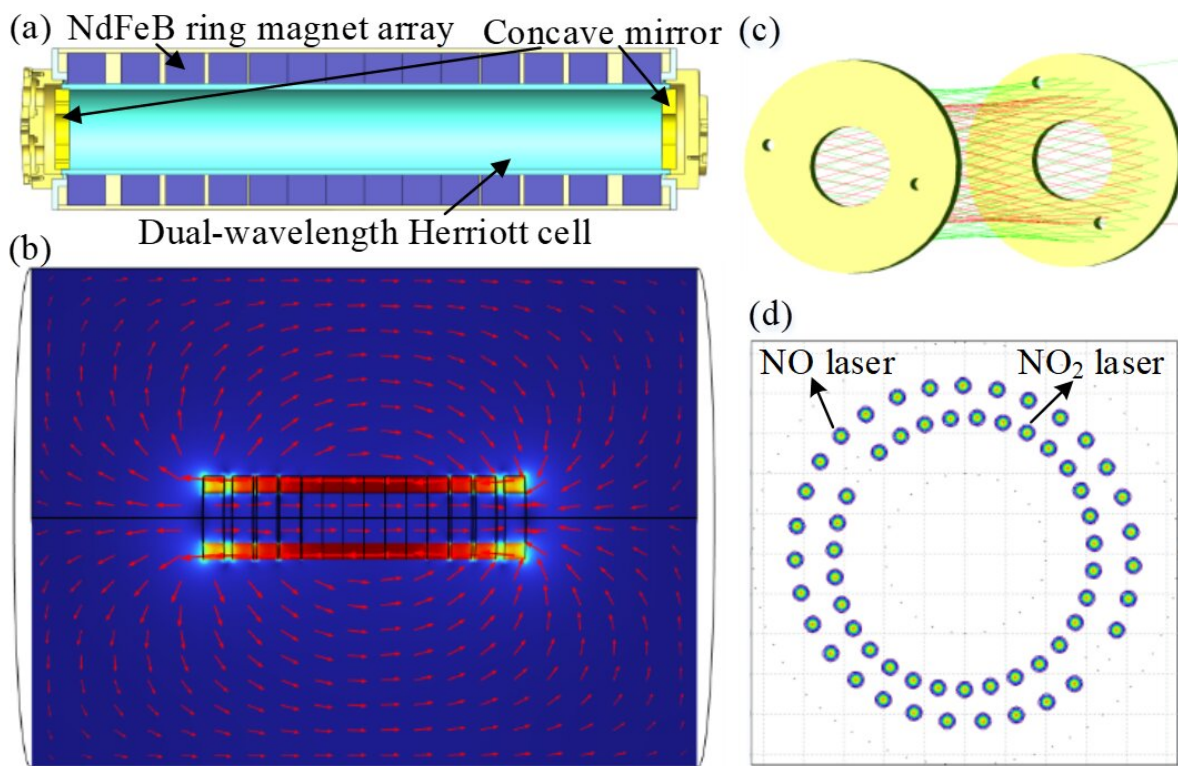 (a)
NdFeB ring magnet array
Concave mirror
Dual-wavelength Herriott cell
(b)
(c)
(d)
NO laser
NO₂ laser